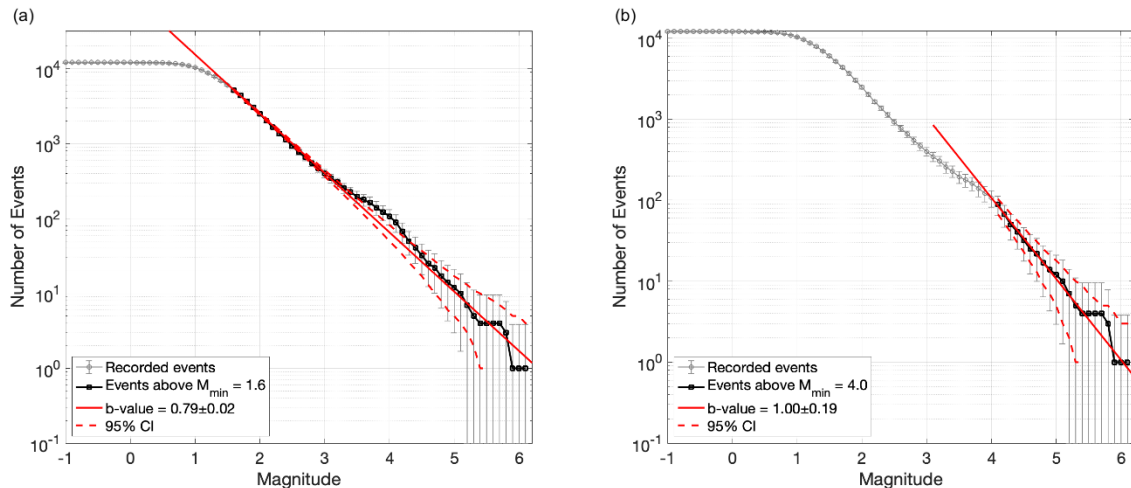 (a)
10^4
10^3
10^2
10^1
10^0
10^-1
Number of Events
-1 0 1 2 3 4 5 6
Magnitude
Recorded events
Events above M_min = 1.6
b-value = 0.79±0.02
95% CI
(b)
10^4
10^3
10^2
10^1
10^0
10^-1
Number of Events
-1 0 1 2 3 4 5 6
Magnitude
Recorded events
Events above M_min = 4.0
b-value = 1.00±0.19
95% CI